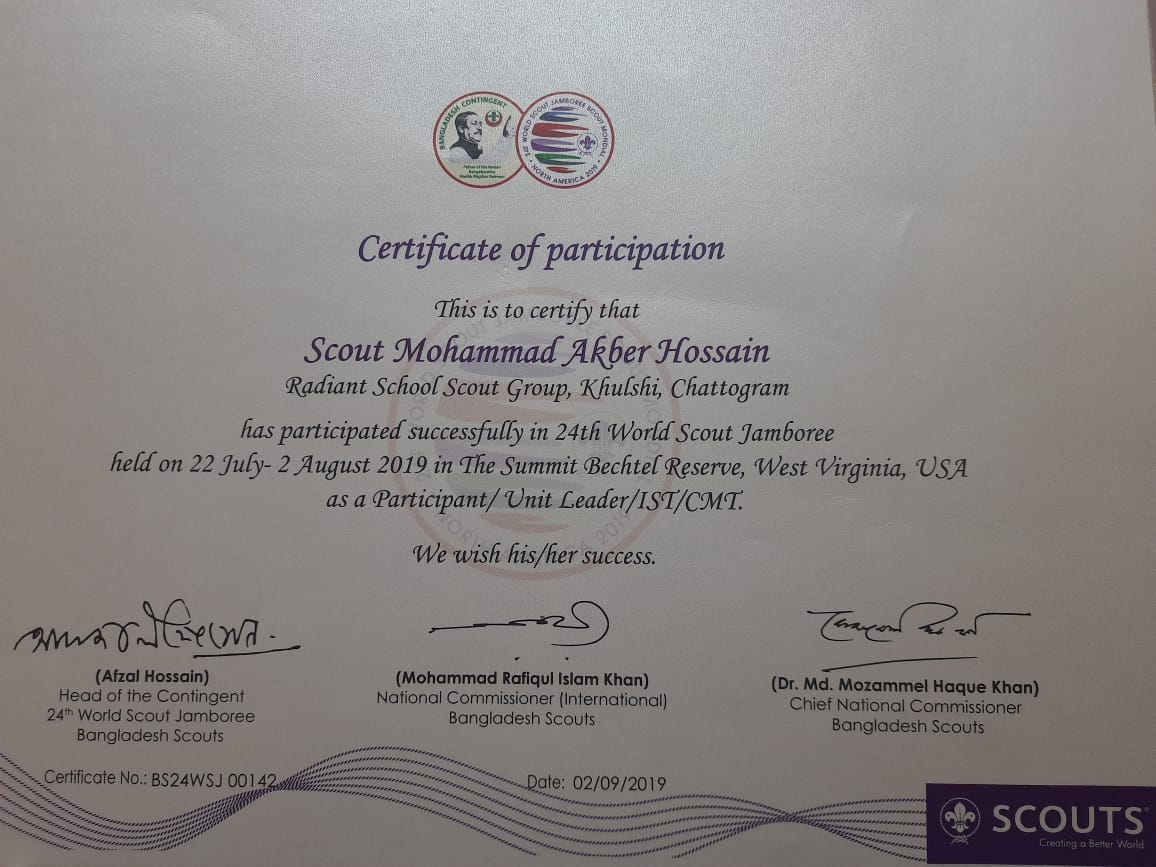 BANGLADESH CONTINGENT
Father of the Nation
Bangabandhu
Sheikh Mujibur Rahman
24th WORLD SCOUT JAMBOREE SCOUT MONDIAL
NORTH AMERICA 2019
Certificate of participation
This is to certify that
Scout Mohammad Akber Hossain
Radiant School Scout Group, Khulshi, Chattogram
has participated successfully in 24th World Scout Jamboree
held on 22 July- 2 August 2019 in The Summit Bechtel Reserve, West Virginia, USA
as a Participant/ Unit Leader/IST/CMT.
We wish his/her success.
(Afzal Hossain)
Head of the Contingent
24th World Scout Jamboree
Bangladesh Scouts
(Mohammad Rafiqul Islam Khan)
National Commissioner (International)
Bangladesh Scouts
(Dr. Md. Mozammel Haque Khan)
Chief National Commissioner
Bangladesh Scouts
Certificate No.: BS24WSJ 00142
Date: 02/09/2019
SCOUTS
Creating a Better World